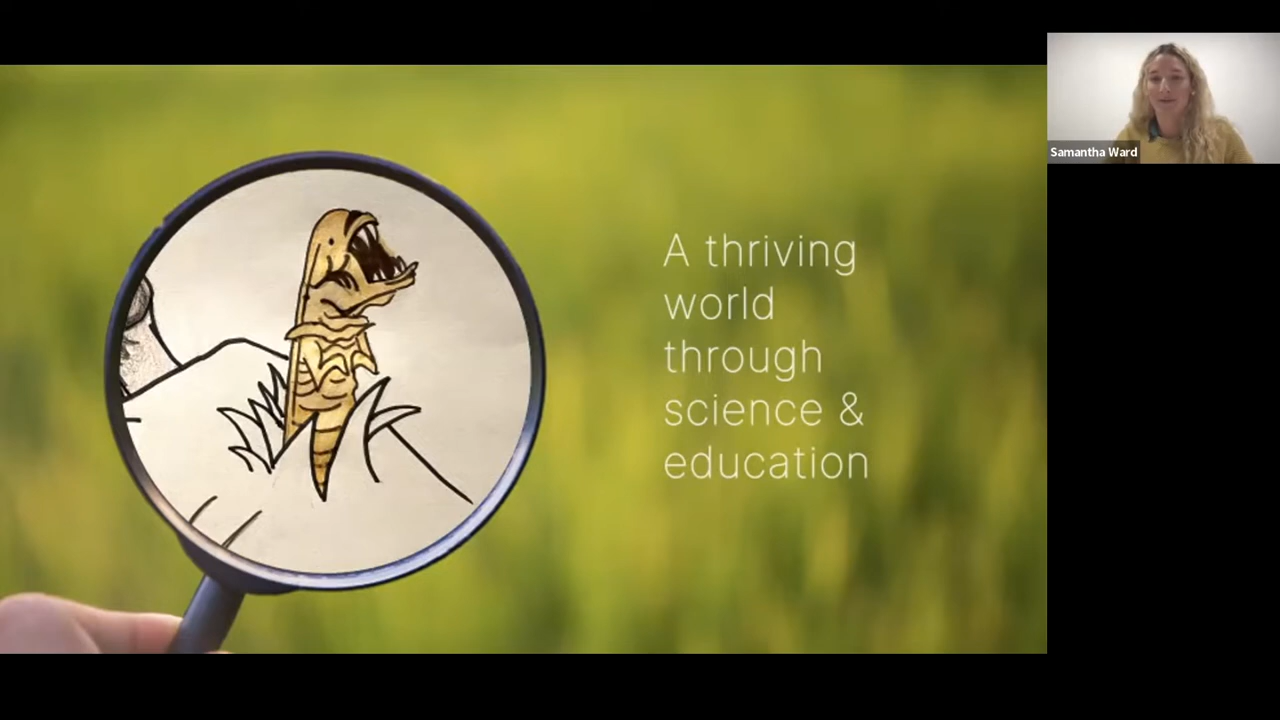 A thriving
world
through
science &
education
Samantha Ward